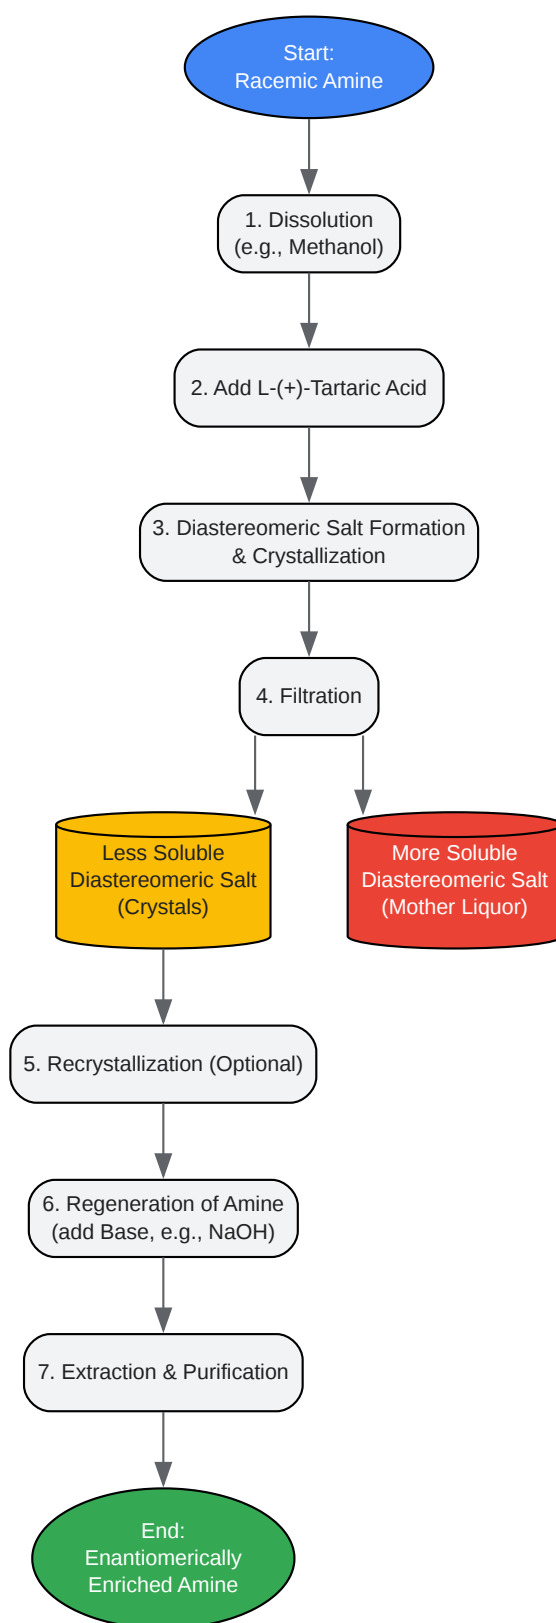 Start:
Racemic Amine
1. Dissolution
(e.g., Methanol)
2. Add L-(+)-Tartaric Acid
3. Diastereomeric Salt Formation
& Crystallization
4. Filtration
Less Soluble
Diastereomeric Salt
(Crystals)
More Soluble
Diastereomeric Salt
(Mother Liquor)
5. Recrystallization (Optional)
6. Regeneration of Amine
(add Base, e.g., NaOH)
7. Extraction & Purification
End:
Enantiomerically
Enriched Amine